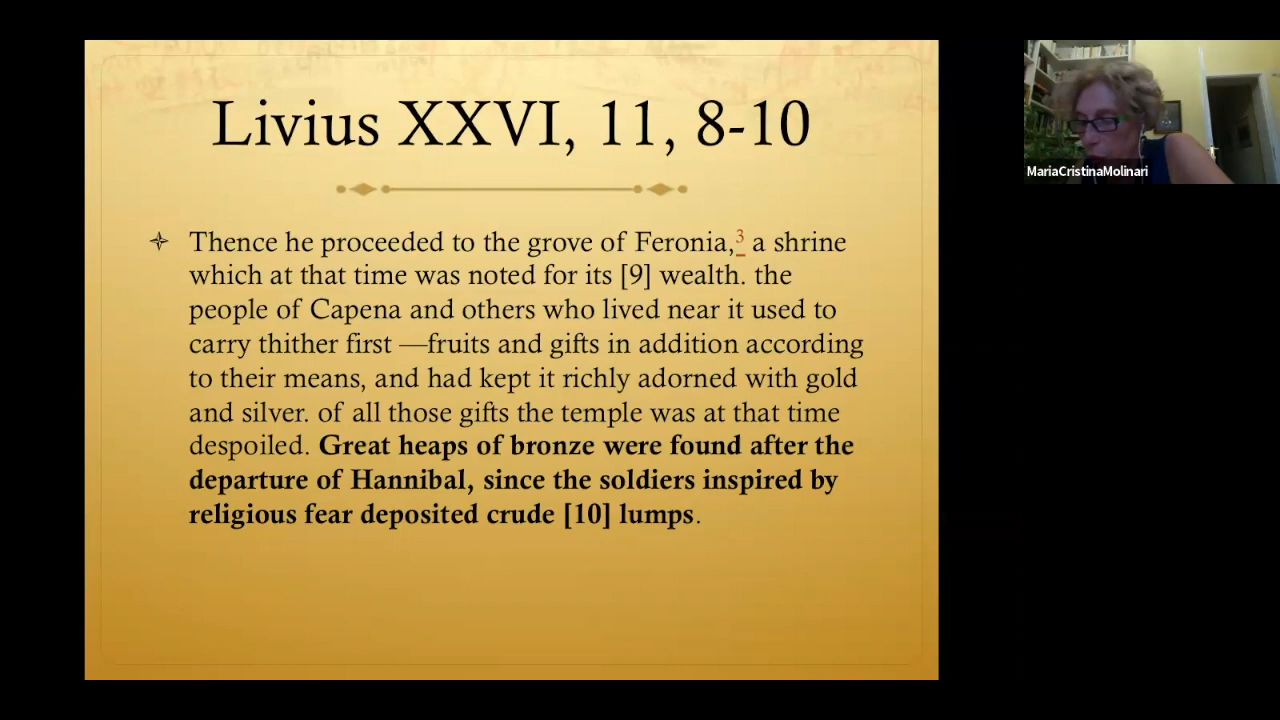 Livius XXVI, 11, 8-10
Thence he proceeded to the grove of Feronia,3 a shrine
which at that time was noted for its [9] wealth. the
people of Capena and others who lived near it used to
carry thither first —fruits and gifts in addition according
to their means, and had kept it richly adorned with gold
and silver. of all those gifts the temple was at that time
despoiled. Great heaps of bronze were found after the
departure of Hannibal, since the soldiers inspired by
religious fear deposited crude [10] lumps.
MariaCristinaMolinari